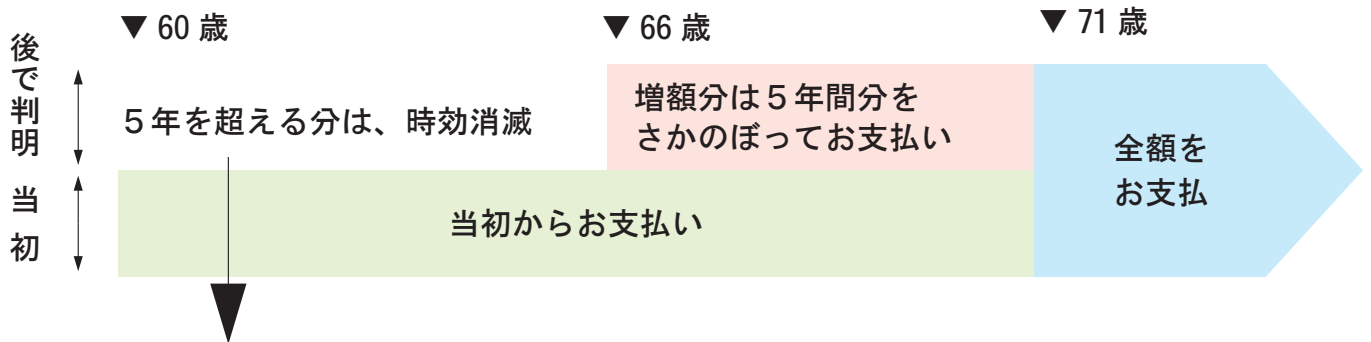 ▼ 60 歳
▼ 66 歳
▼ 71 歳
後で判明
5年を超える分は、時効消滅
増額分は5年間分を
さかのぼってお支払い
全額を
お支払
当初
当初からお支払い